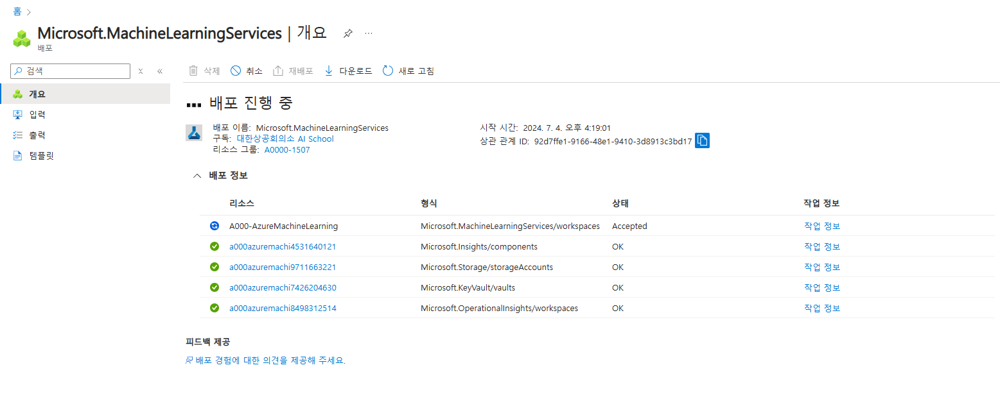 홈
Microsoft.MachineLearningServices | 개요
배포
검색
삭제 취소 재배포 다운로드 새로 고침
개요
입력
출력
템플릿
배포 진행 중
배포 이름: Microsoft.MachineLearningServices
구독: 대한상공회의소 AI School
리소스 그룹: A0000-1507
시작 시간: 2024. 7. 4. 오후 4:19:01
상관 관계 ID: 92d7ffe1-9166-48e1-9410-3d8913c3bd17
배포 정보
리소스 형식 상태 작업 정보
A000-AzureMachineLearning Microsoft.MachineLearningServices/workspaces Accepted 작업 정보
a000azuremachi4531640121 Microsoft.Insights/components OK 작업 정보
a000azuremachi9711663221 Microsoft.Storage/storageAccounts OK 작업 정보
a000azuremachi7426204630 Microsoft.KeyVault/vaults OK 작업 정보
a000azuremachi8498312514 Microsoft.OperationalInsights/workspaces OK 작업 정보
피드백 제공
배포 경험에 대한 의견을 제공해 주세요.